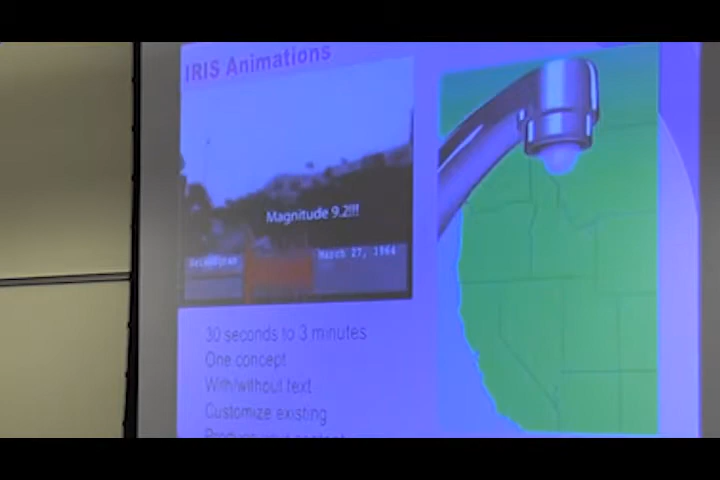 IRIS Animations
Magnitude 9.2!!!
Seismogram
March 27, 1964
30 seconds to 3 minutes
One concept
With/without text
Customize existing